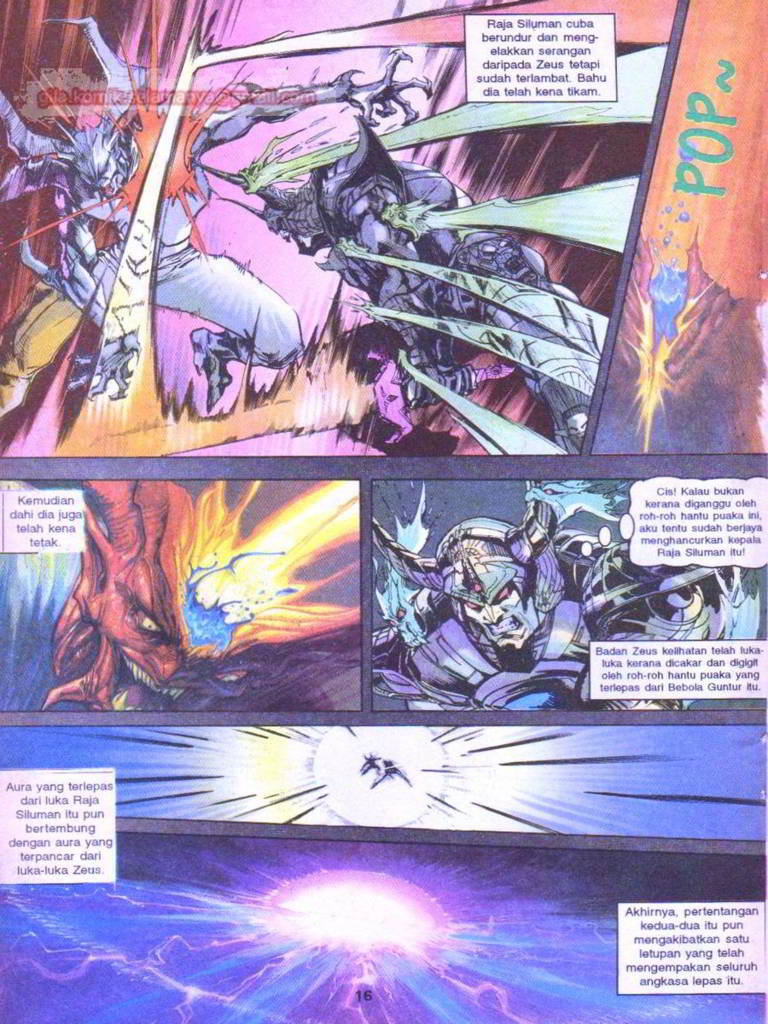 Raja Siluman cuba
berundur dan meng-
elakkan serangan
daripada Zeus tetapi
sudah terlambat. Bahu
dia telah kena tikam.
POP~
Kemudian
dahi dia juga
telah kena
tetak.
Cis! Kalau bukan
kerana diganggu oleh
roh-roh hantu puaka ini,
aku tentu sudah berjaya
menghancurkan kepala
Raja Siluman itu!
Badan Zeus kelihatan telah luka-
luka kerana dicakar dan digigit
oleh roh-roh hantu puaka yang
terlepas dari Bebola Guntur itu.
Aura yang terlepas
dari luka Raja
Siluman itu pun
bertembung
dengan aura yang
terpancar dari
luka-luka Zeus.
Akhirnya, pertentangan
kedua-dua itu pun
mengakibatkan satu
letupan yang telah
mengempakan seluruh
angkasa lepas itu.
16